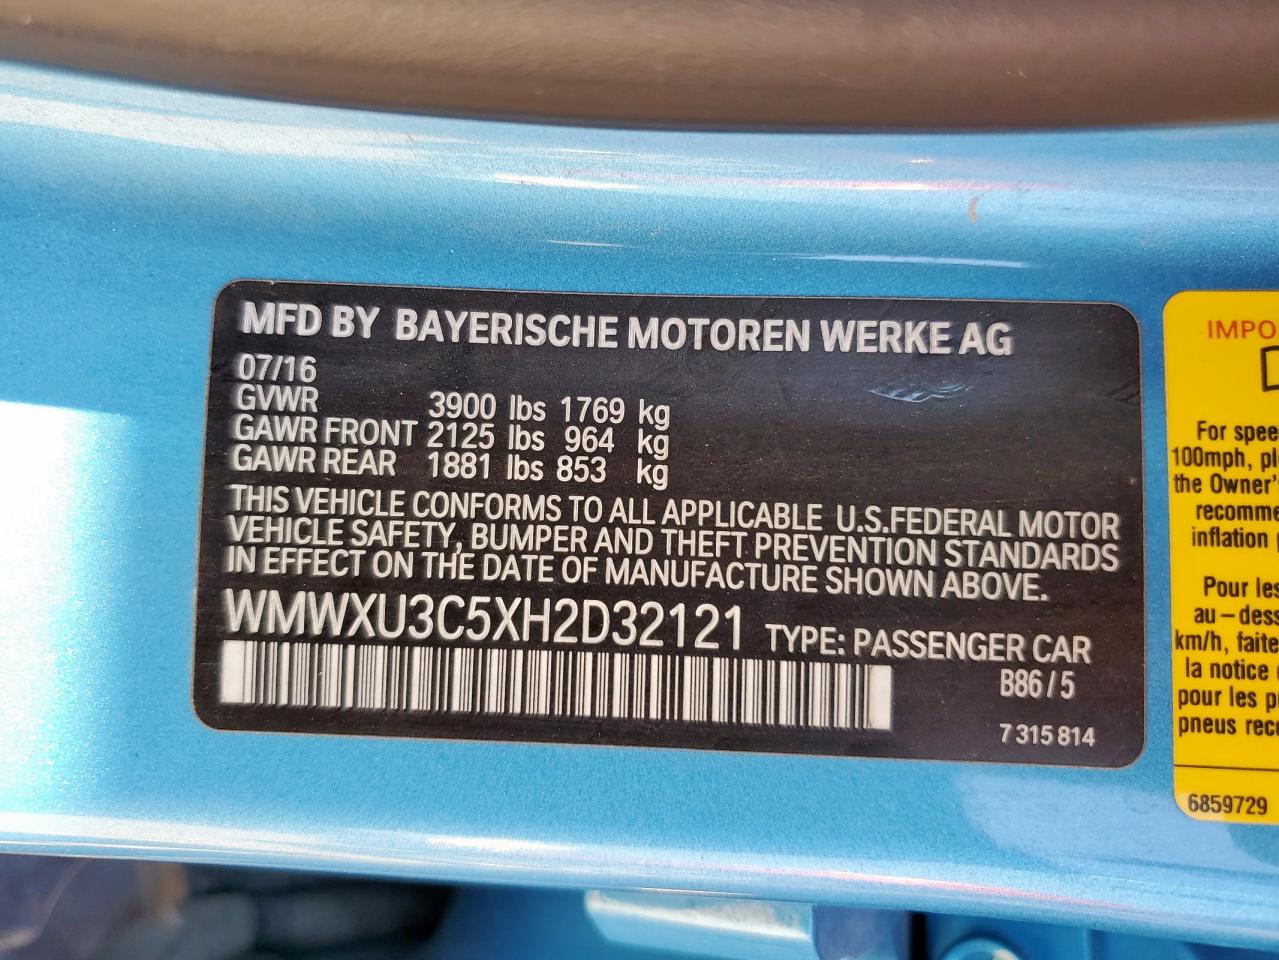 MFD BY BAYERISCHE MOTOREN WERKE AG
07/16
GVWR 3900 lbs 1769 kg
GAWR FRONT 2125 lbs 964 kg
GAWR REAR 1881 lbs 853 kg
THIS VEHICLE CONFORMS TO ALL APPLICABLE U.S.FEDERAL MOTOR
VEHICLE SAFETY, BUMPER AND THEFT PREVENTION STANDARDS
IN EFFECT ON THE DATE OF MANUFACTURE SHOWN ABOVE.
WMWXU3C5XH2D32121 TYPE: PASSENGER CAR
B86/5
7 315 814
IMPO
For spee
100mph, pl
the Owner's
recomme
inflation
Pour les
au-dess
km/h, faite
la notice
pour les p
pneus reco
6859729